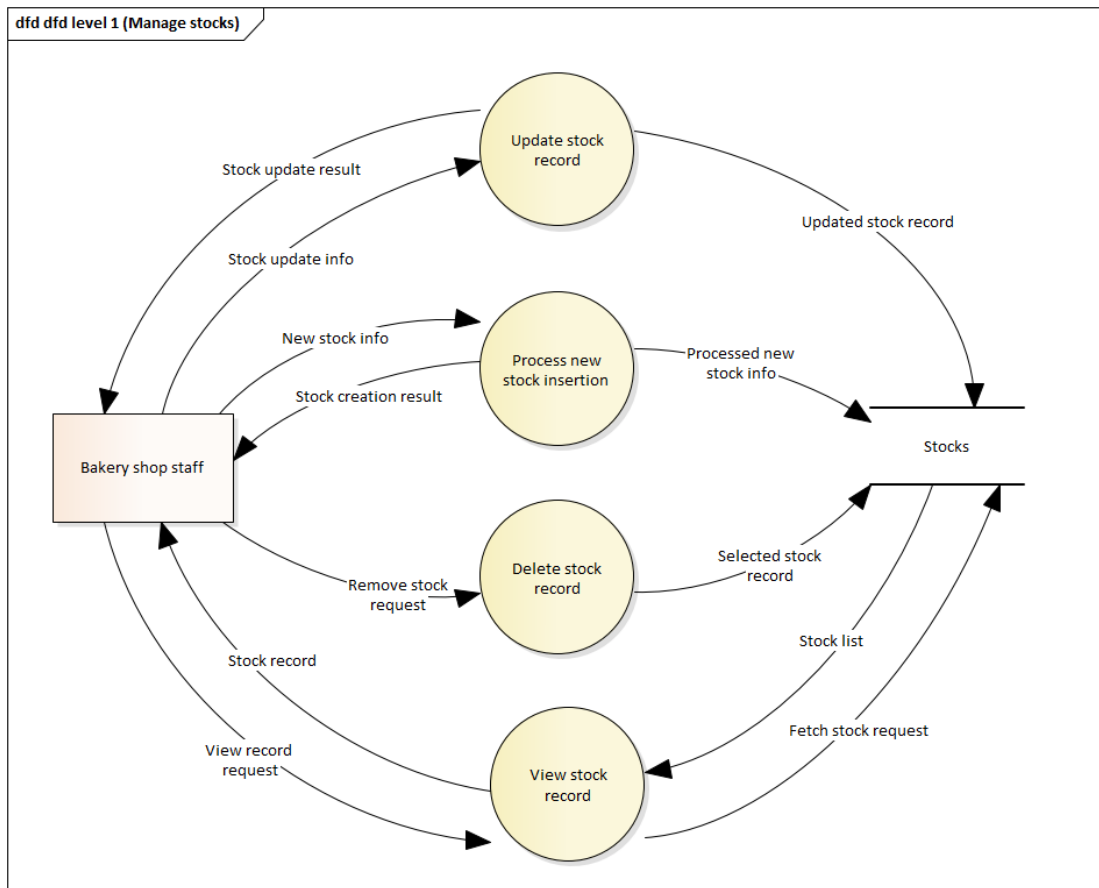 dfd dfd level 1 (Manage stocks)
Update stock
record
Stock update result
Updated stock record
Stock update info
New stock info
Process new
stock insertion
Processed new
stock info
Stock creation result
Bakery shop staff
Stocks
Delete stock
record
Selected stock
record
Remove stock
request
Stock list
Stock record
Fetch stock request
View record
request
View stock
record